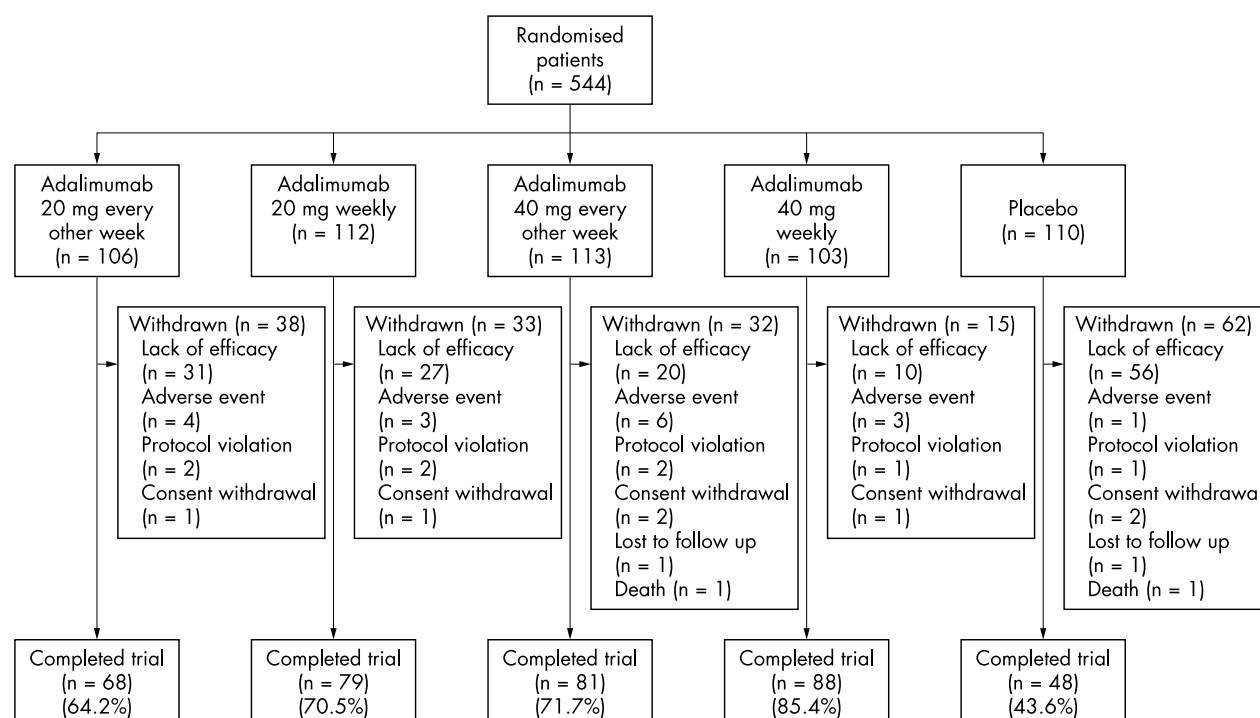 Randomised
patients
(n = 544)
Adalimumab
20 mg every
other week
(n = 106)
Adalimumab
20 mg weekly
(n = 112)
Adalimumab
40 mg every
other week
(n = 113)
Adalimumab
40 mg
weekly
(n = 103)
Placebo
(n = 110)
Withdrawn (n = 38)
Lack of efficacy
(n = 31)
Adverse event
(n = 4)
Protocol violation
(n = 2)
Consent withdrawal
(n = 1)
Withdrawn (n = 33)
Lack of efficacy
(n = 27)
Adverse event
(n = 3)
Protocol violation
(n = 2)
Consent withdrawal
(n = 1)
Withdrawn (n = 32)
Lack of efficacy
(n = 20)
Adverse event
(n = 6)
Protocol violation
(n = 2)
Consent withdrawal
(n = 2)
Lost to follow up
(n = 1)
Death (n = 1)
Withdrawn (n = 15)
Lack of efficacy
(n = 10)
Adverse event
(n = 3)
Protocol violation
(n = 1)
Consent withdrawal
(n = 1)
Withdrawn (n = 62)
Lack of efficacy
(n = 56)
Adverse event
(n = 1)
Protocol violation
(n = 1)
Consent withdrawa
(n = 2)
Lost to follow up
(n = 1)
Death (n = 1)
Completed trial
(n = 68)
(64.2%)
Completed trial
(n = 79)
(70.5%)
Completed trial
(n = 81)
(71.7%)
Completed trial
(n = 88)
(85.4%)
Completed trial
(n = 48)
(43.6%)